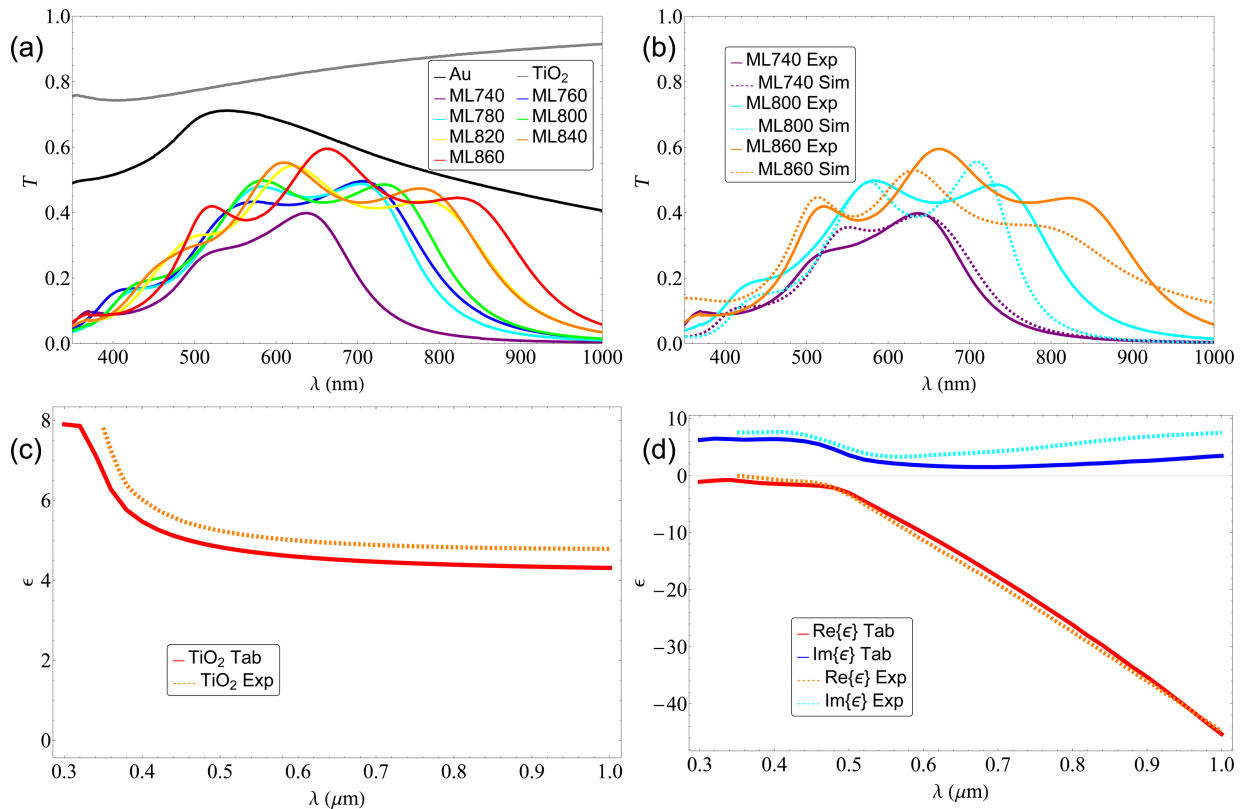 (a)
1.0
0.8
0.6
0.4
0.2
0.0
T
Au
TiO2
ML740
ML760
ML780
ML800
ML820
ML840
ML860
400 500 600 700 800 900 1000
λ (nm)
(b)
1.0
0.8
0.6
0.4
0.2
0.0
T
ML740 Exp
ML740 Sim
ML800 Exp
ML800 Sim
ML860 Exp
ML860 Sim
400 500 600 700 800 900 1000
λ (nm)
(c)
8
6
4
2
0
ϵ
TiO2 Tab
TiO2 Exp
0.3 0.4 0.5 0.6 0.7 0.8 0.9 1.0
λ (μm)
(d)
10
0
−10
−20
−30
−40
ϵ
Re{ϵ} Tab
Im{ϵ} Tab
Re{ϵ} Exp
Im{ϵ} Exp
0.3 0.4 0.5 0.6 0.7 0.8 0.9 1.0
λ (μm)